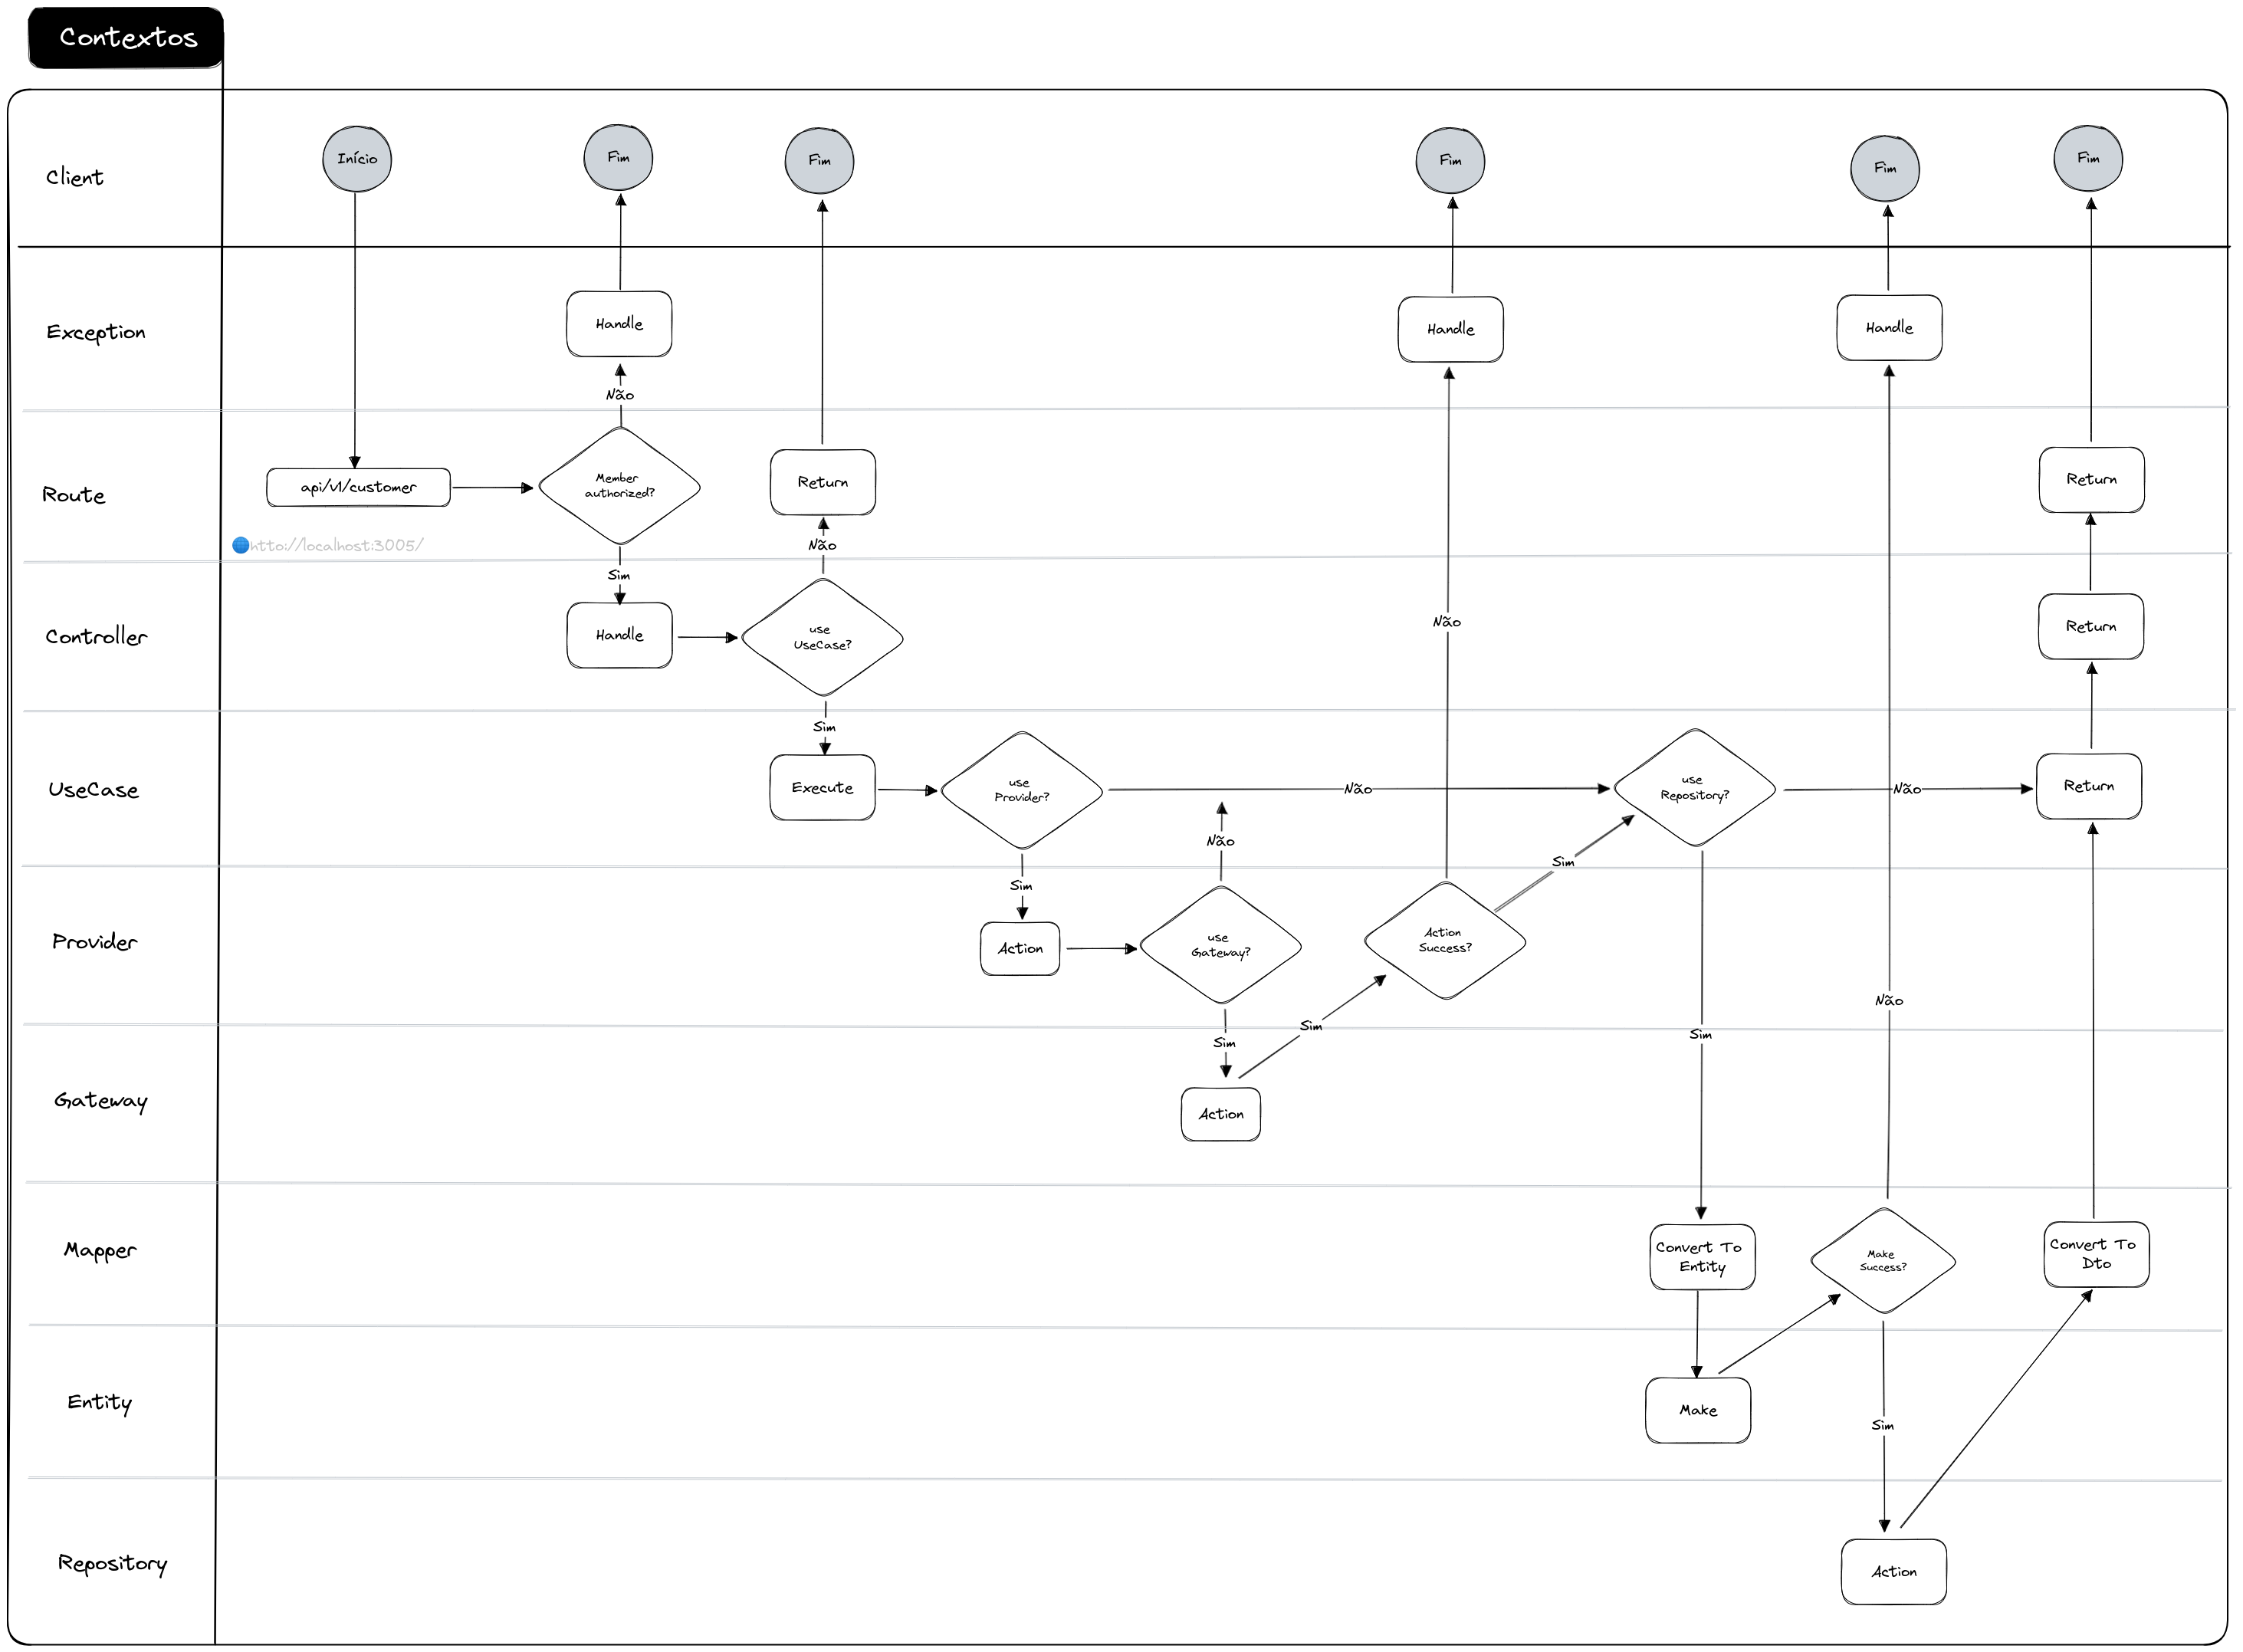 Contextos
Client
Início
Fim
Fim
Fim
Fim
Fim
Exception
Handle
Handle
Handle
Não
Route
api/v1/customer
Member
authorized?
Return
Return
htto://localhost:3005/
Não
Sim
Controller
Handle
use
UseCase?
Não
Return
Sim
UseCase
Execute
use
Provider?
Não
use
Repository?
Não
Return
Não
Sim
Sim
Provider
Action
use
Gateway?
Action
Success?
Não
Sim
Sim
Sim
Gateway
Action
Mapper
Convert To
Entity
Make
Success?
Convert To
Dto
Entity
Make
Sim
Repository
Action